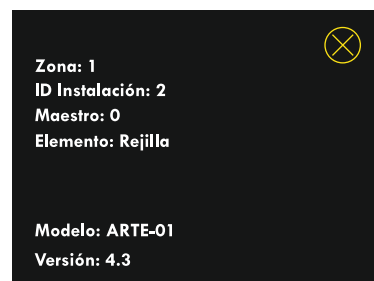 Zona: 1
ID Instalación: 2
Maestro: 0
Elemento: Rejilla
Modelo: ARTE-01
Versión: 4.3